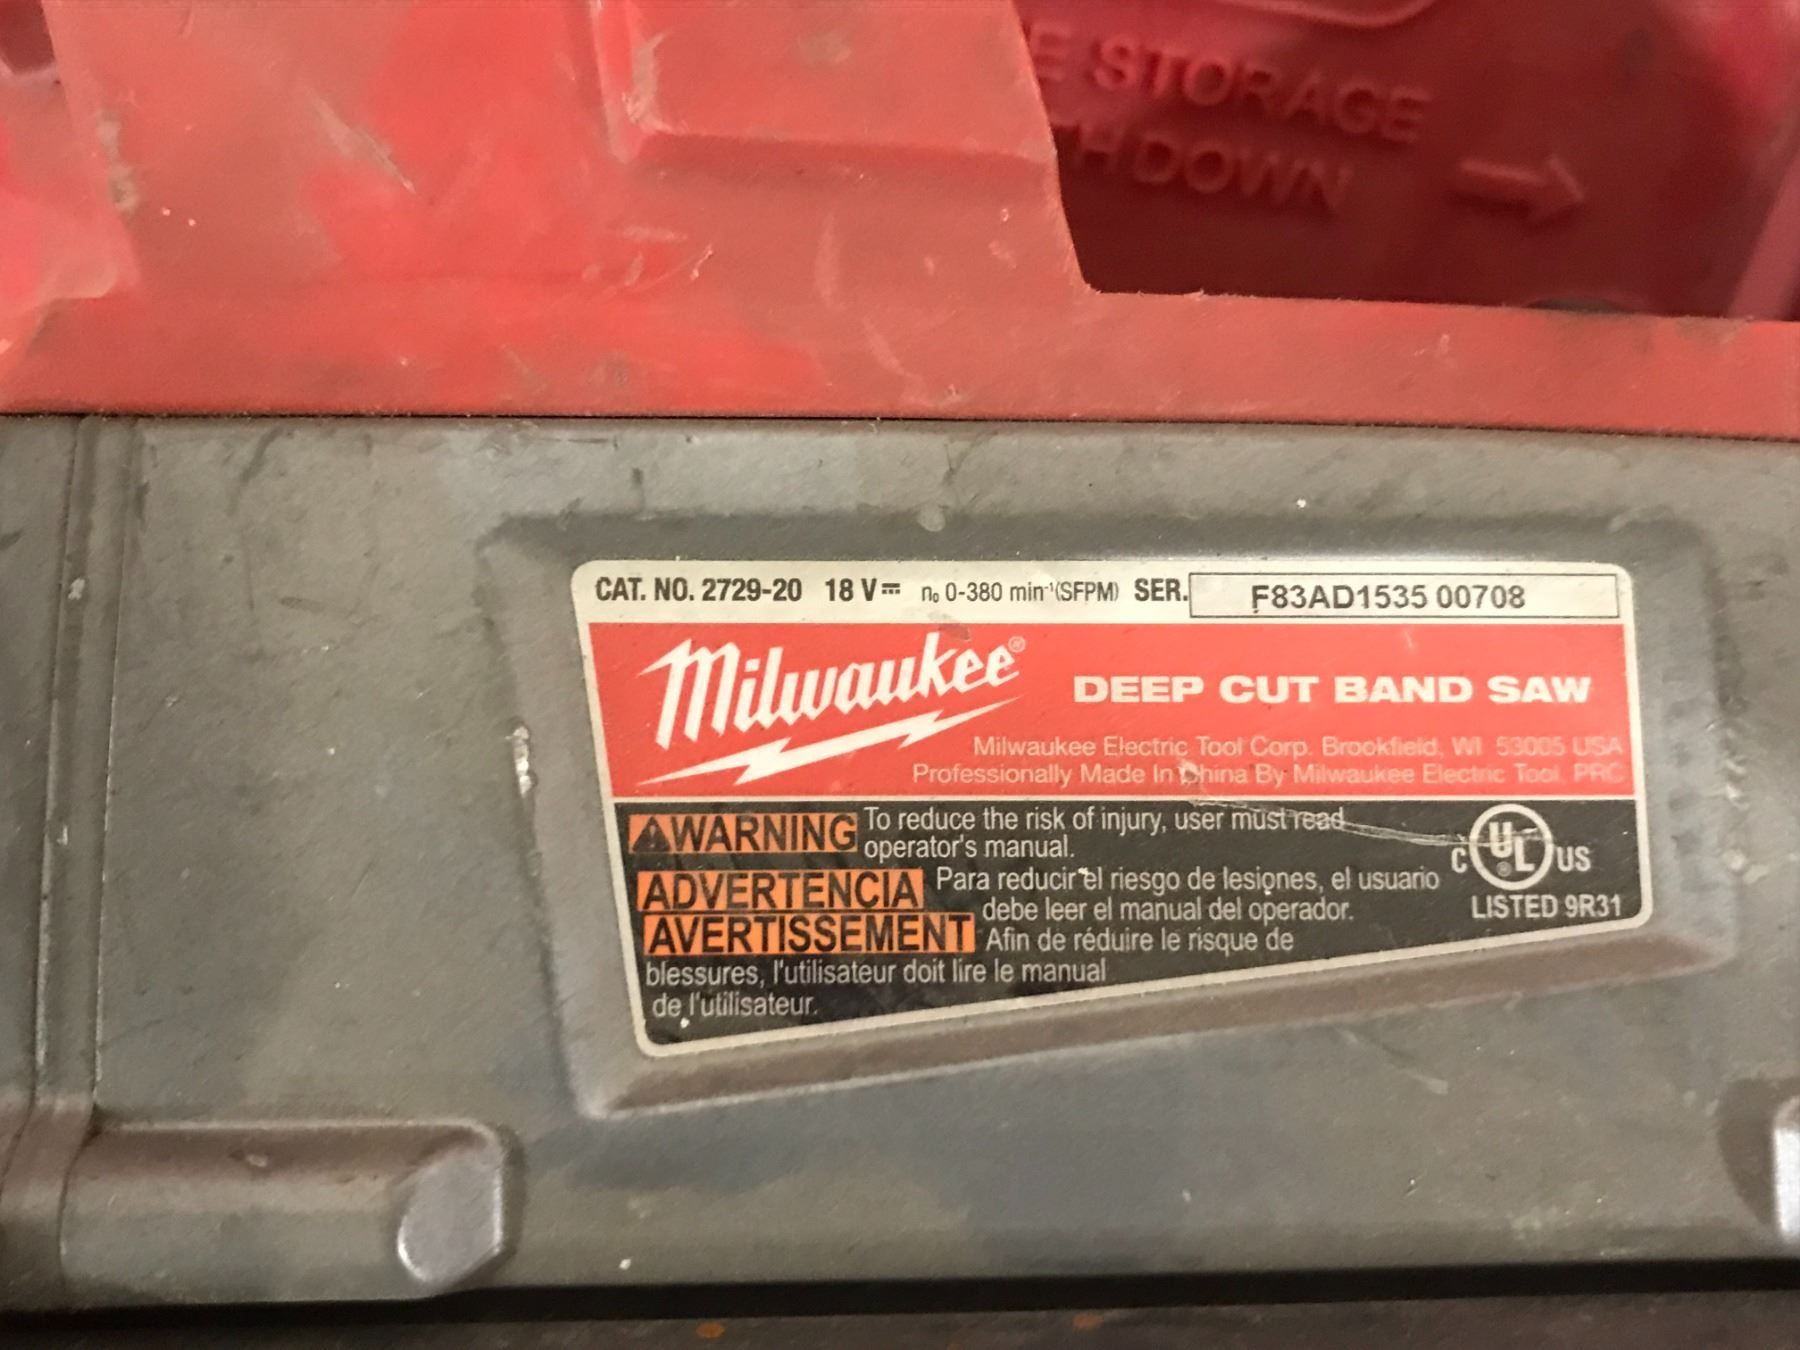 E STORAGE
H DOWN
CAT. NO. 2729-20 18 V⎓ n₀ 0-380 min⁻¹(SFPM) SER. F83AD1535 00708
Milwaukee® DEEP CUT BAND SAW
Milwaukee Electric Tool Corp. Brookfield, WI 53005 USA
Professionally Made In China By Milwaukee Electric Tool, PRC
WARNING To reduce the risk of injury, user must read
operator's manual.
ADVERTENCIA Para reducir el riesgo de lesiones, el usuario
debe leer el manual del operador.
AVERTISSEMENT Afin de réduire le risque de
blessures, l'utilisateur doit lire le manual
de l'utilisateur.
C UL® US
LISTED 9R31